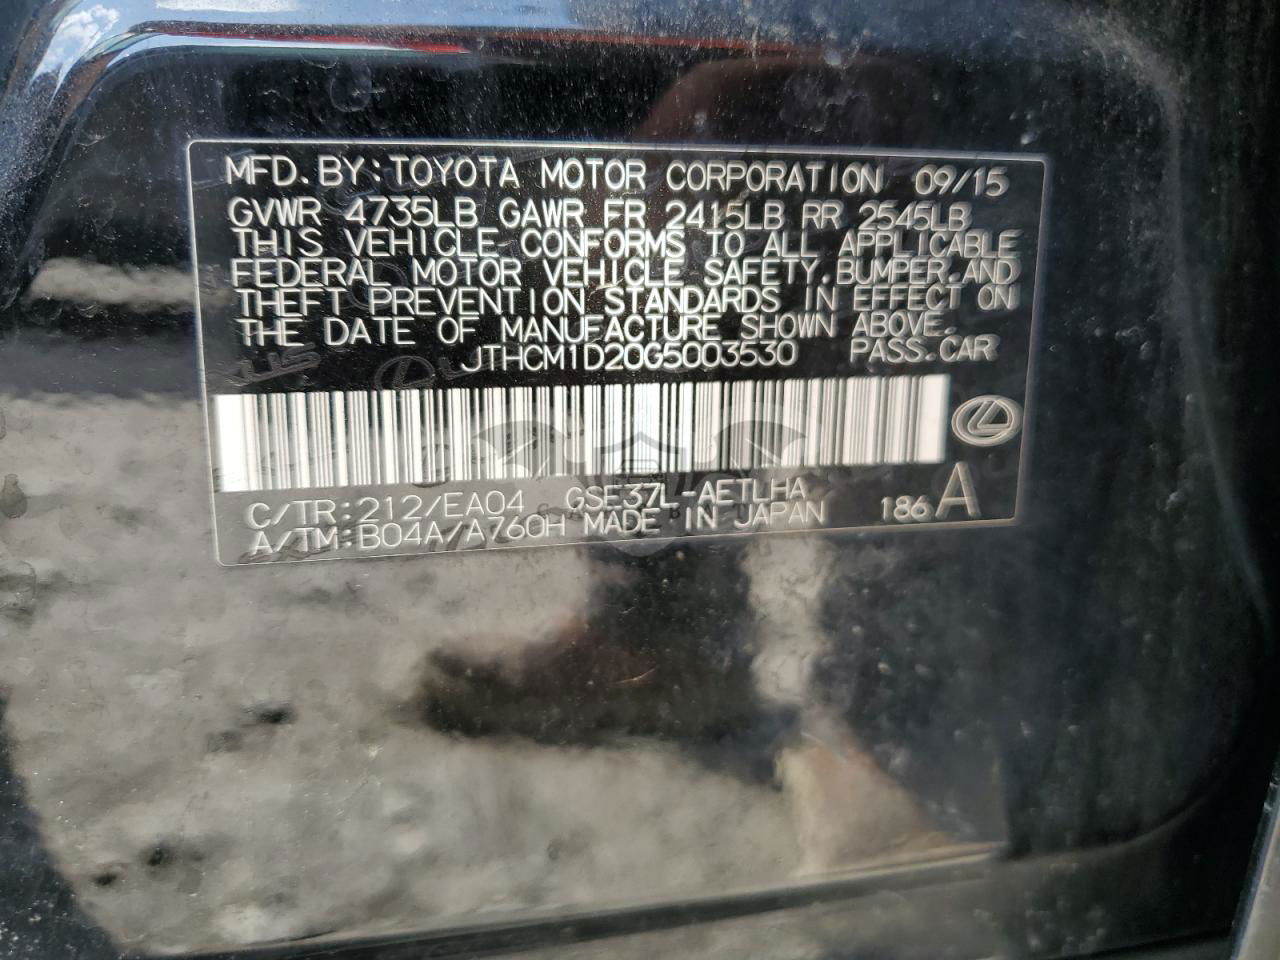 MFD. BY: TOYOTA MOTOR CORPORATION 09/15
GVWR 4735LB GAWR FR 2415LB RR 2545LB
THIS VEHICLE CONFORMS TO ALL APPLICABLE
FEDERAL MOTOR VEHICLE SAFETY, BUMPER, AND
THEFT PREVENTION STANDARDS IN EFFECT ON
THE DATE OF MANUFACTURE SHOWN ABOVE.
JTHCM1D20G5003530 PASS. CAR
C/TR: 212/EA04 GSE37L-AETLHA 186 A
A/TM: B04A/A760H MADE IN JAPAN